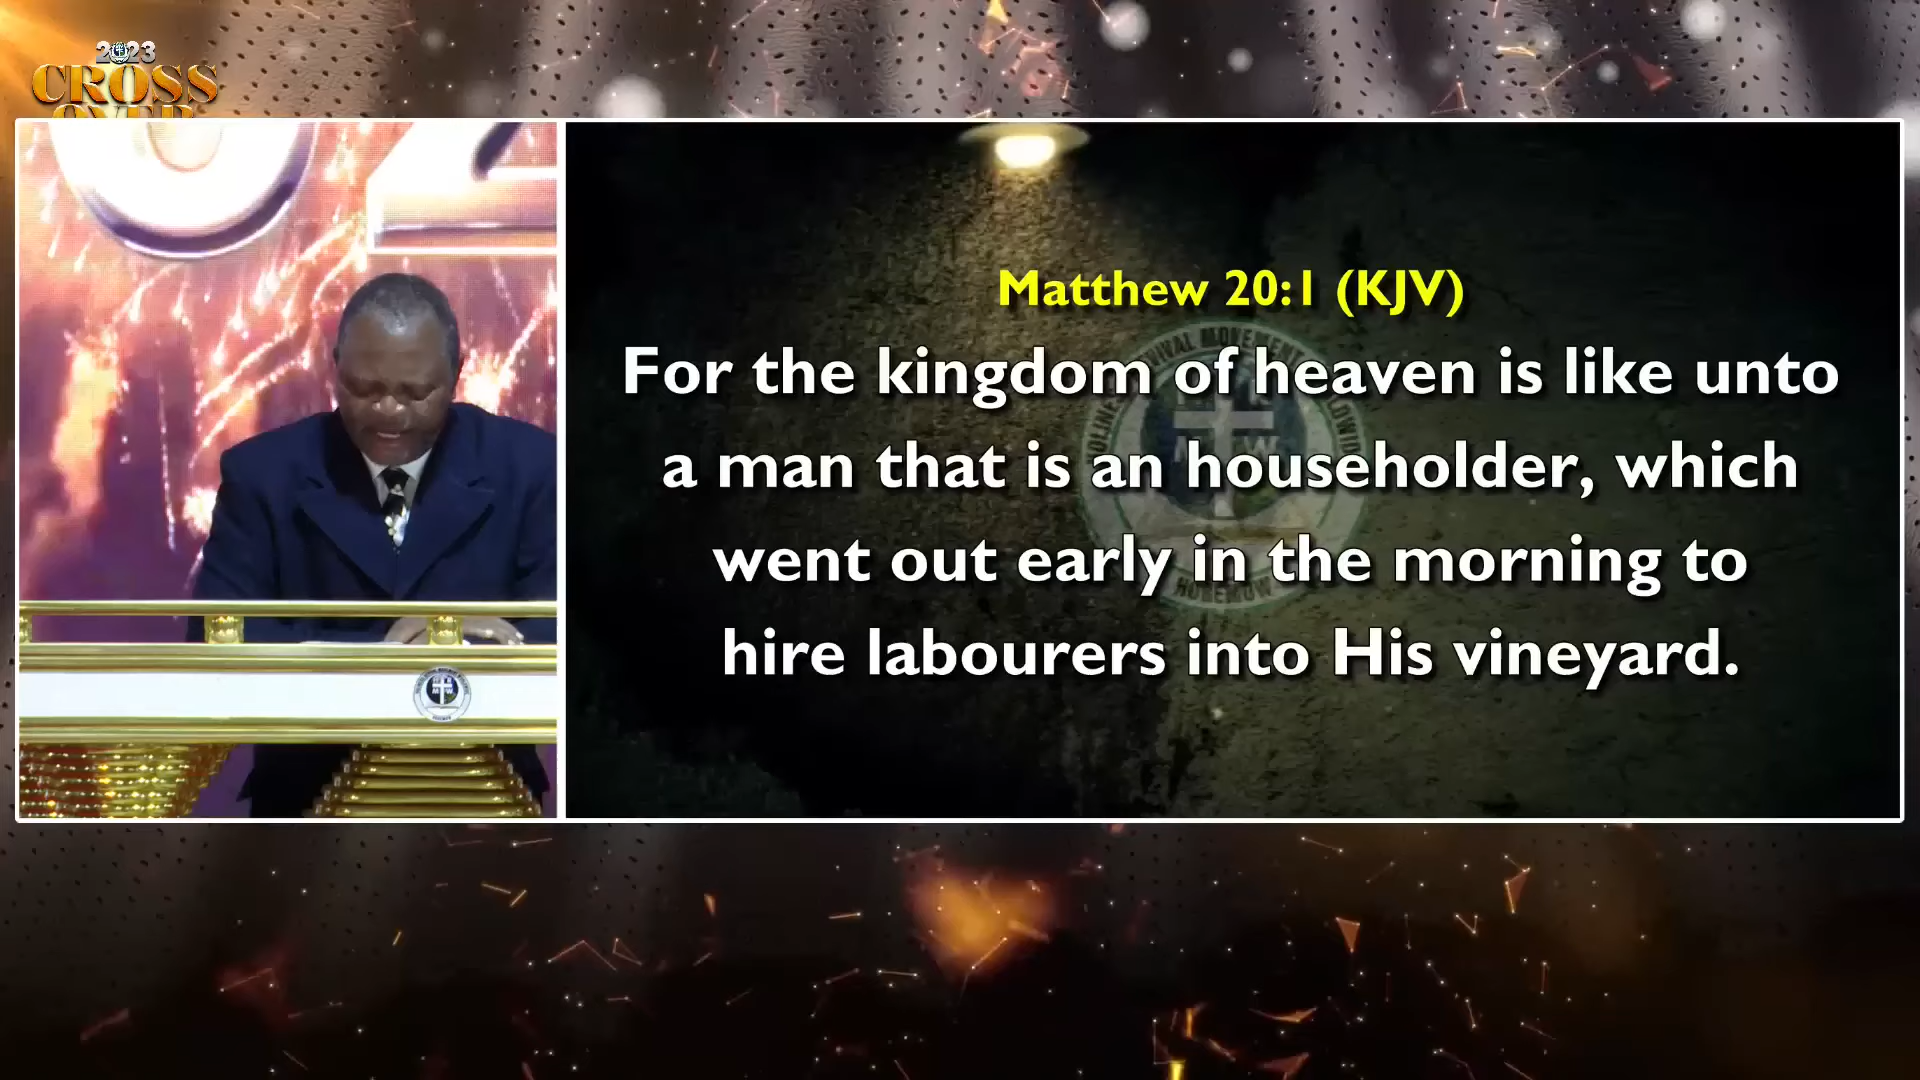 2023
CROSS
OVER
Matthew 20:1 (KJV)
For the kingdom of heaven is like unto
a man that is an householder, which
went out early in the morning to
hire labourers into His vineyard.